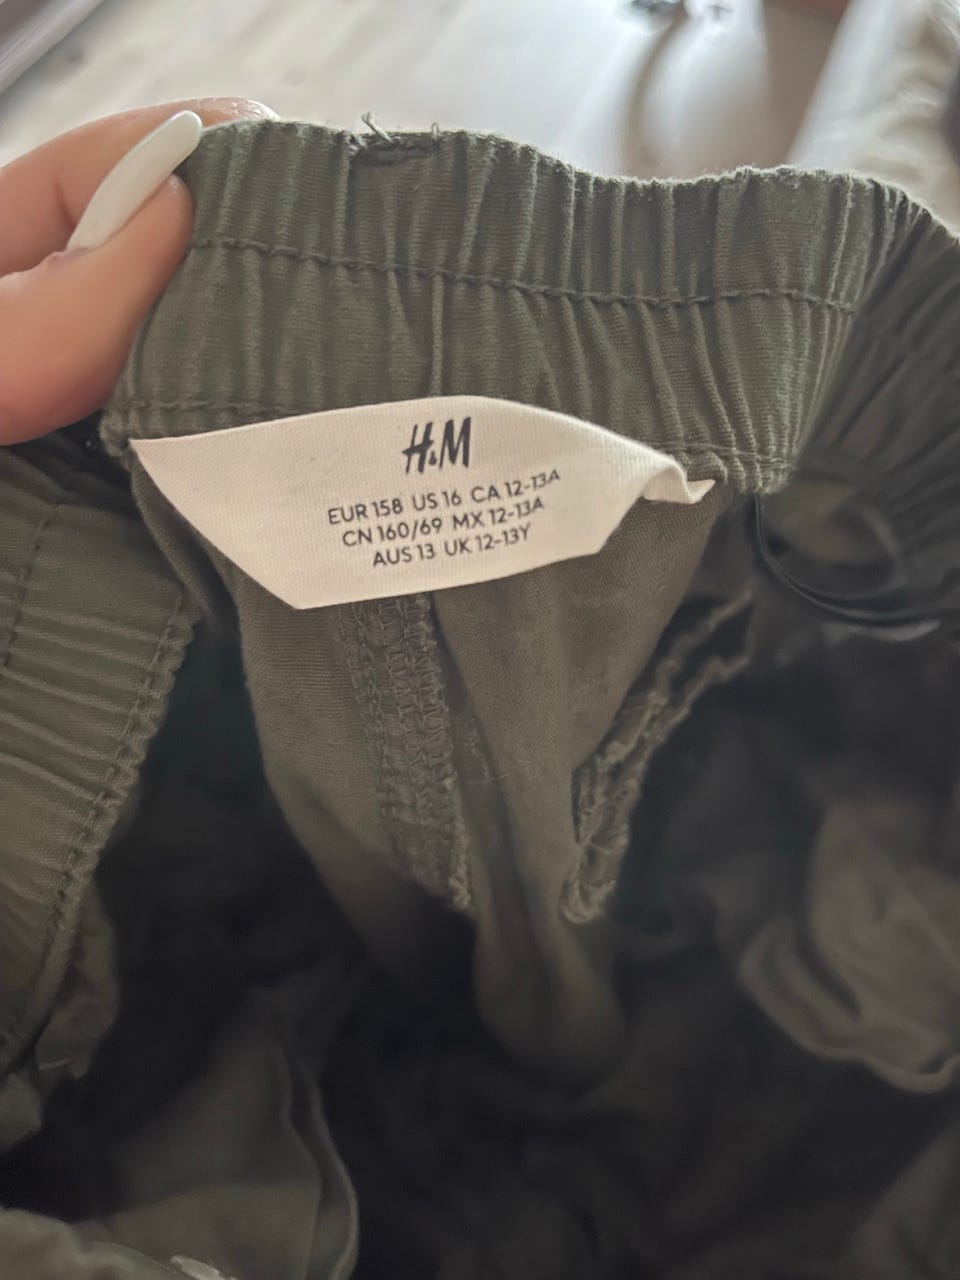 H&M
EUR 158 US 16 CA 12-13A
CN 160/69 MX 12-13A
AUS 13 UK 12-13Y